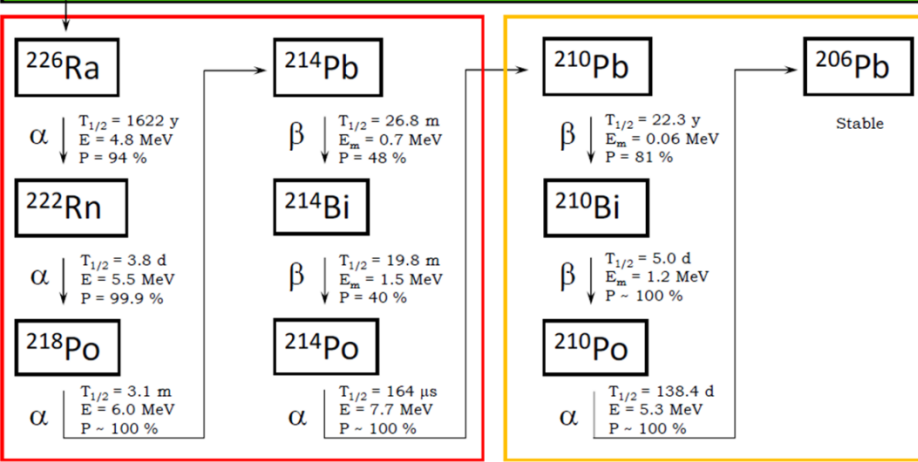 ²²⁶Ra
α
T₁/₂ = 1622 y
E = 4.8 MeV
P = 94 %
²²²Rn
α
T₁/₂ = 3.8 d
E = 5.5 MeV
P = 99.9 %
²¹⁸Po
α
T₁/₂ = 3.1 m
E = 6.0 MeV
P ~ 100 %
²¹⁴Pb
β
T₁/₂ = 26.8 m
Eₘ = 0.7 MeV
P = 48 %
²¹⁴Bi
β
T₁/₂ = 19.8 m
Eₘ = 1.5 MeV
P = 40 %
²¹⁴Po
α
T₁/₂ = 164 µs
E = 7.7 MeV
P ~ 100 %
²¹⁰Pb
β
T₁/₂ = 22.3 y
Eₘ = 0.06 MeV
P = 81 %
²¹⁰Bi
β
T₁/₂ = 5.0 d
Eₘ = 1.2 MeV
P ~ 100 %
²¹⁰Po
α
T₁/₂ = 138.4 d
E = 5.3 MeV
P ~ 100 %
²⁰⁶Pb
Stable